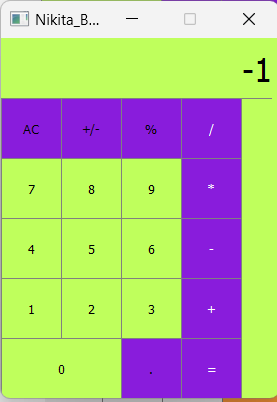 Nikita_B...
-1
AC +/- % /
7 8 9 *
4 5 6 -
1 2 3 +
0 . =